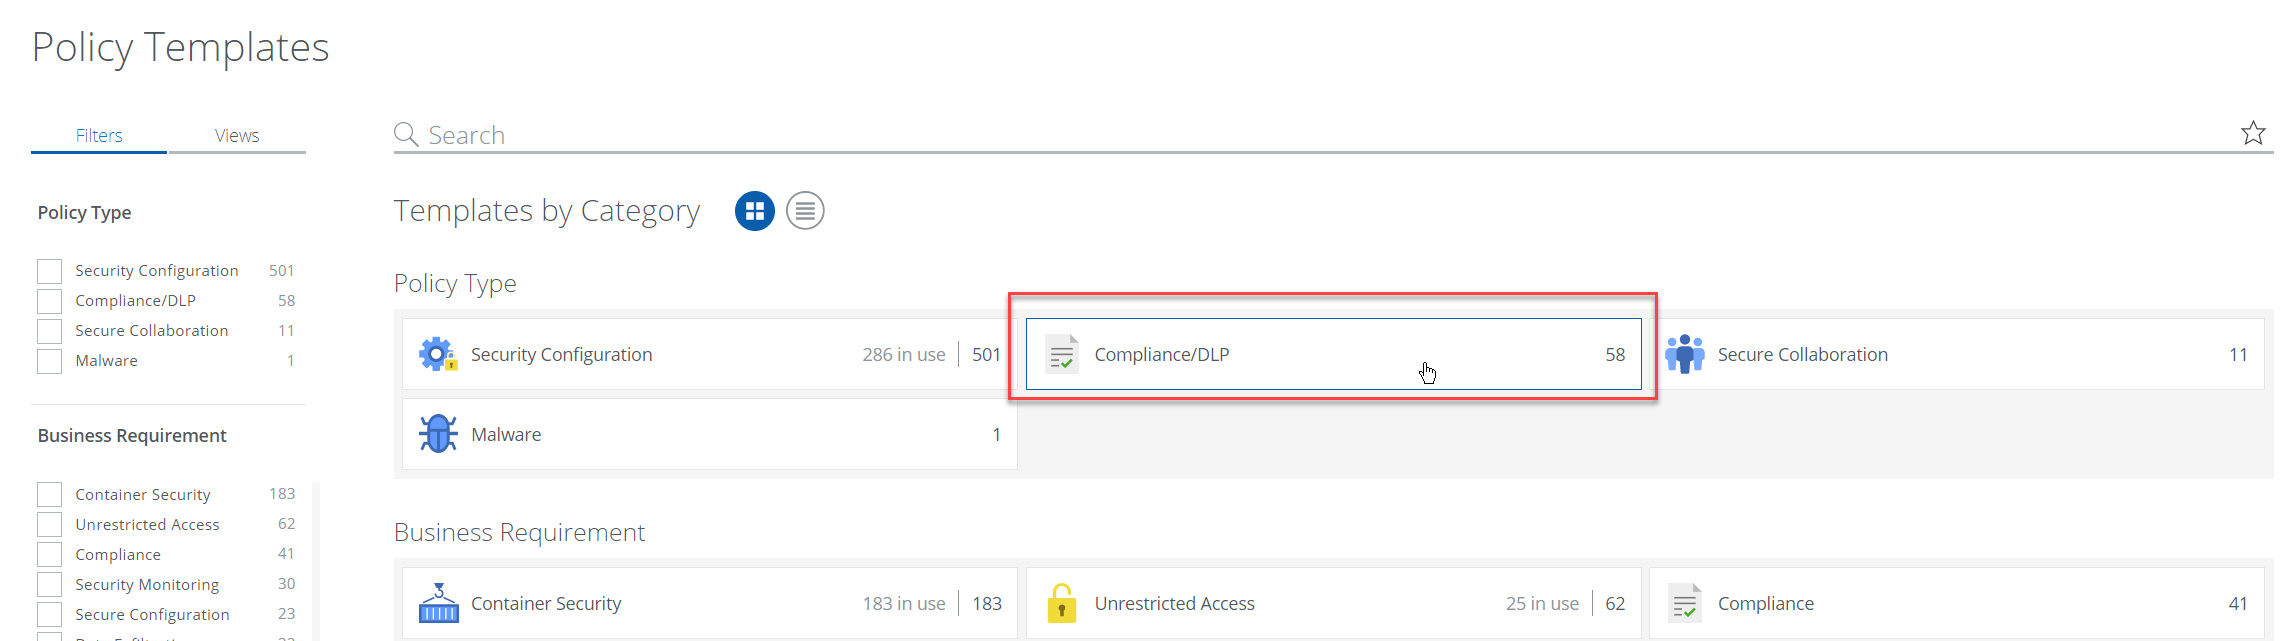 Policy Templates
Filters Views
Search
Policy Type
Security Configuration 501
Compliance/DLP 58
Secure Collaboration 11
Malware 1
Business Requirement
Container Security 183
Unrestricted Access 62
Compliance 41
Security Monitoring 30
Secure Configuration 23
Templates by Category
Policy Type
Security Configuration 286 in use 501
Compliance/DLP 58
Secure Collaboration 11
Malware 1
Business Requirement
Container Security 183 in use 183
Unrestricted Access 25 in use 62
Compliance 41